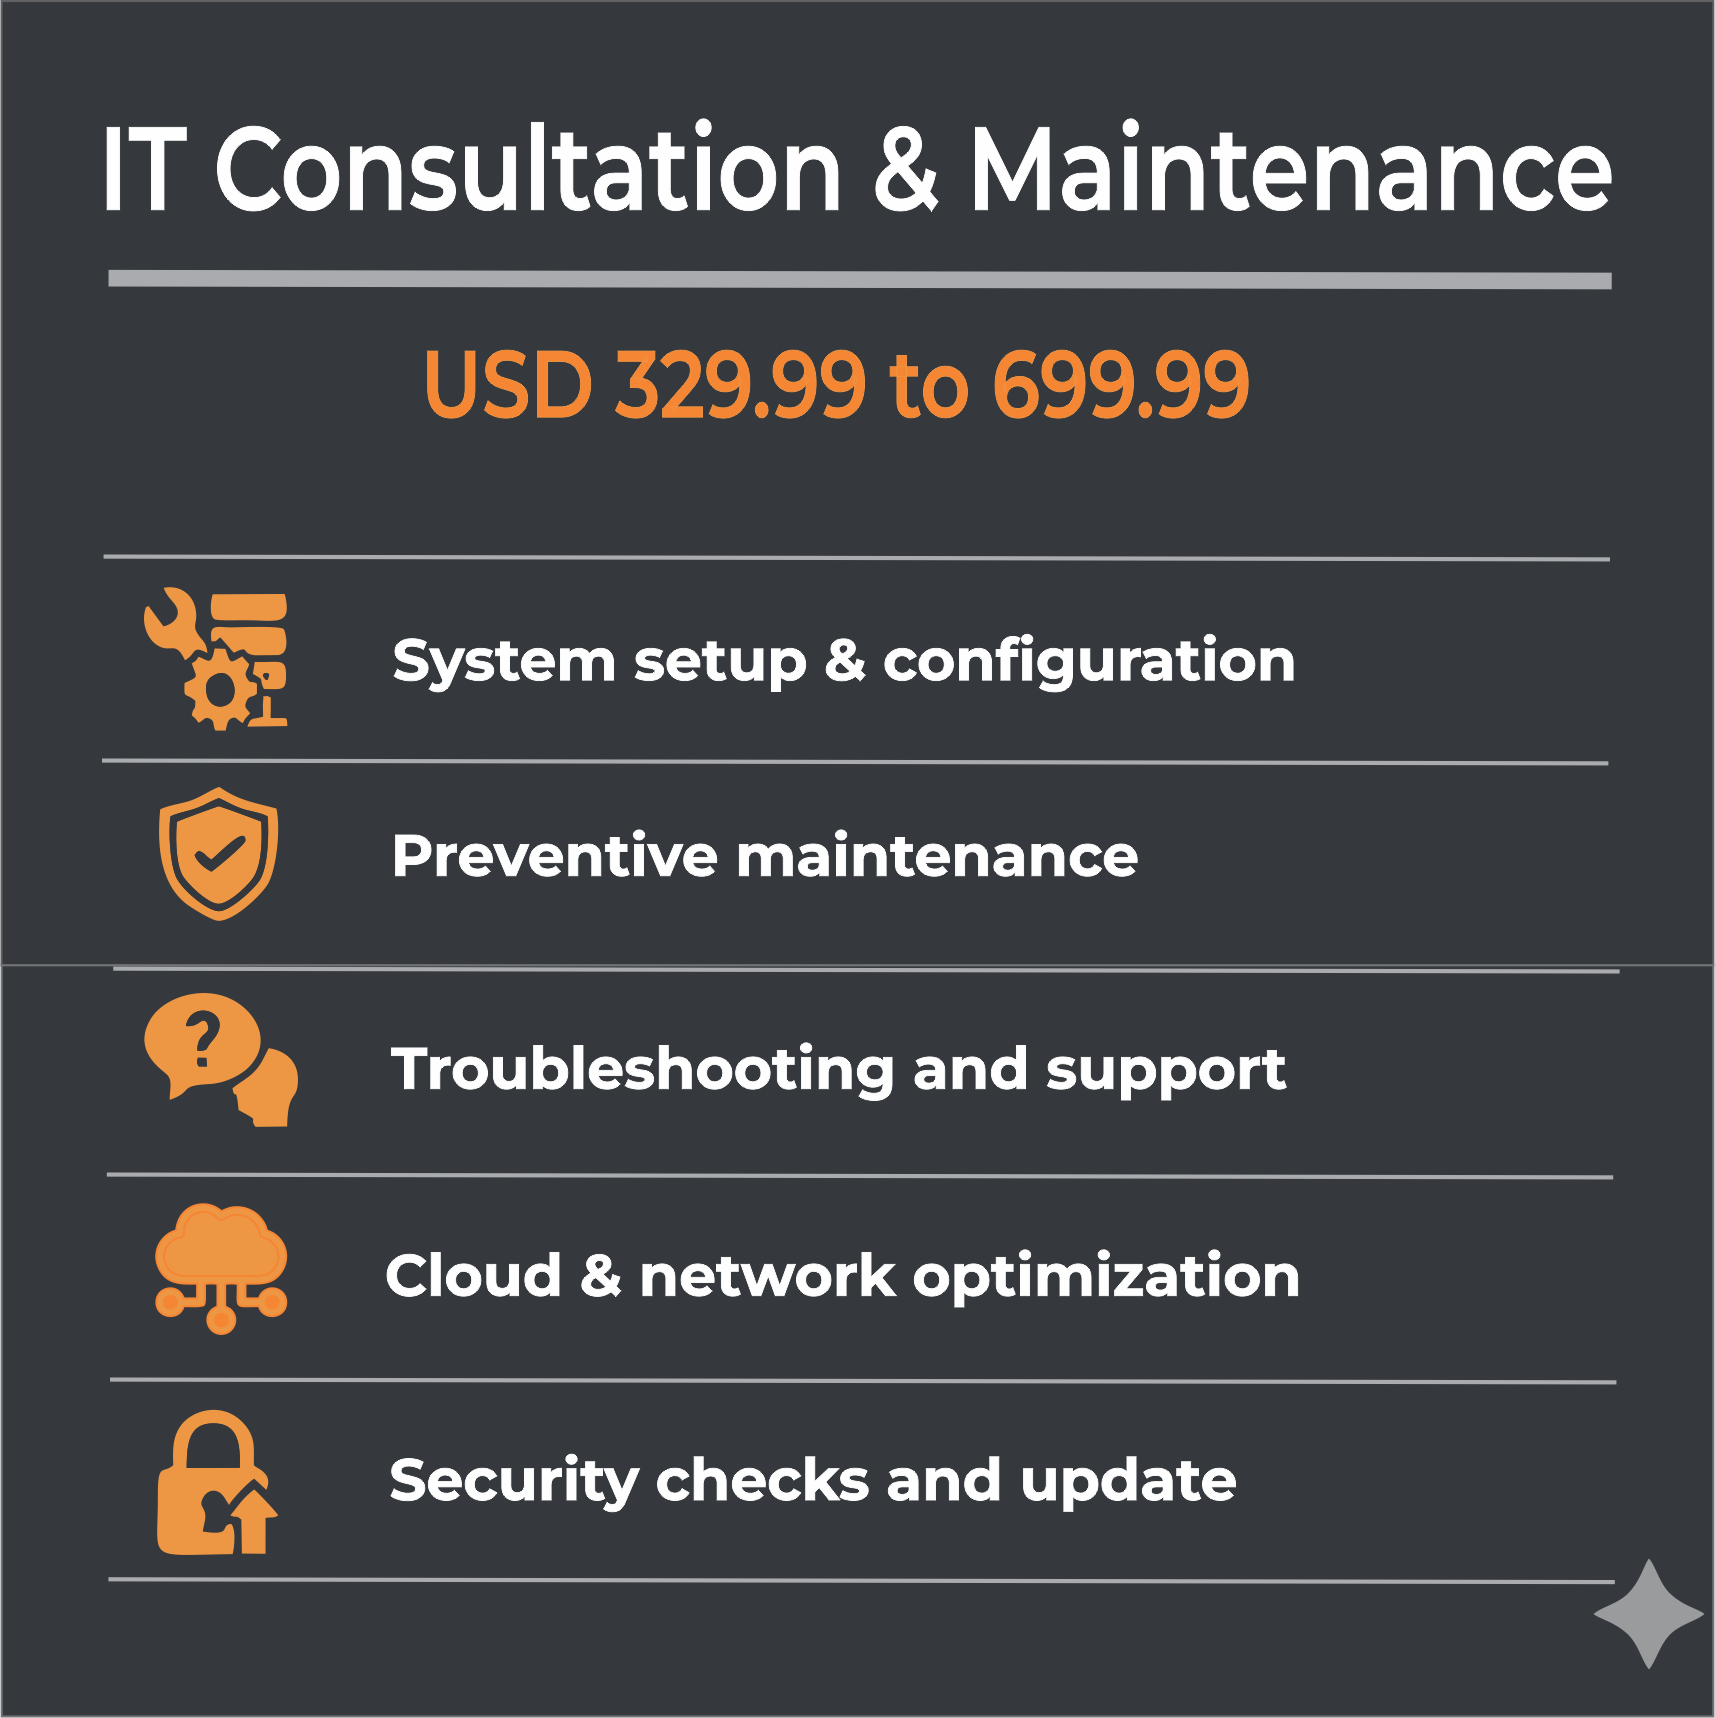 IT Consultation & Maintenance
USD 329.99 to 699.99
System setup & configuration
Preventive maintenance
?
Troubleshooting and support
Cloud & network optimization
Security checks and update